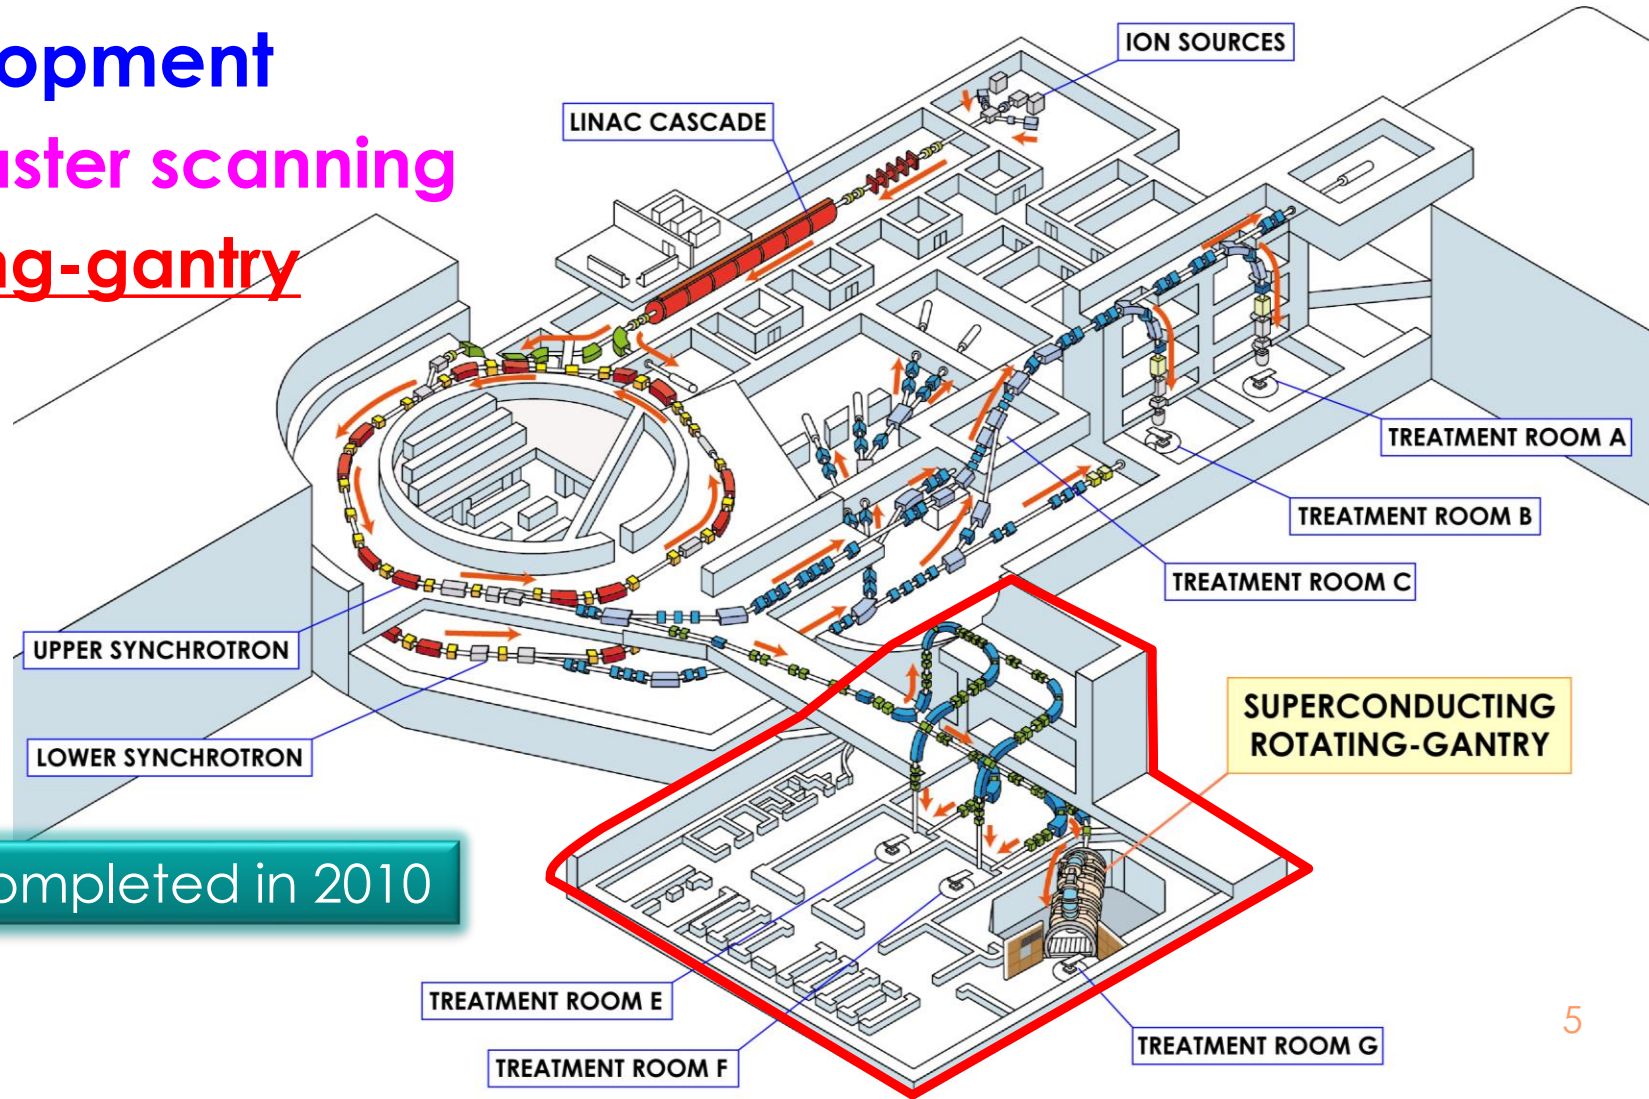 opment
aster scanning
ng-gantry
ION SOURCES
LINAC CASCADE
TREATMENT ROOM A
TREATMENT ROOM B
TREATMENT ROOM C
UPPER SYNCHROTRON
LOWER SYNCHROTRON
SUPERCONDUCTING
ROTATING-GANTRY
ompleted in 2010
TREATMENT ROOM E
TREATMENT ROOM F
TREATMENT ROOM G
5